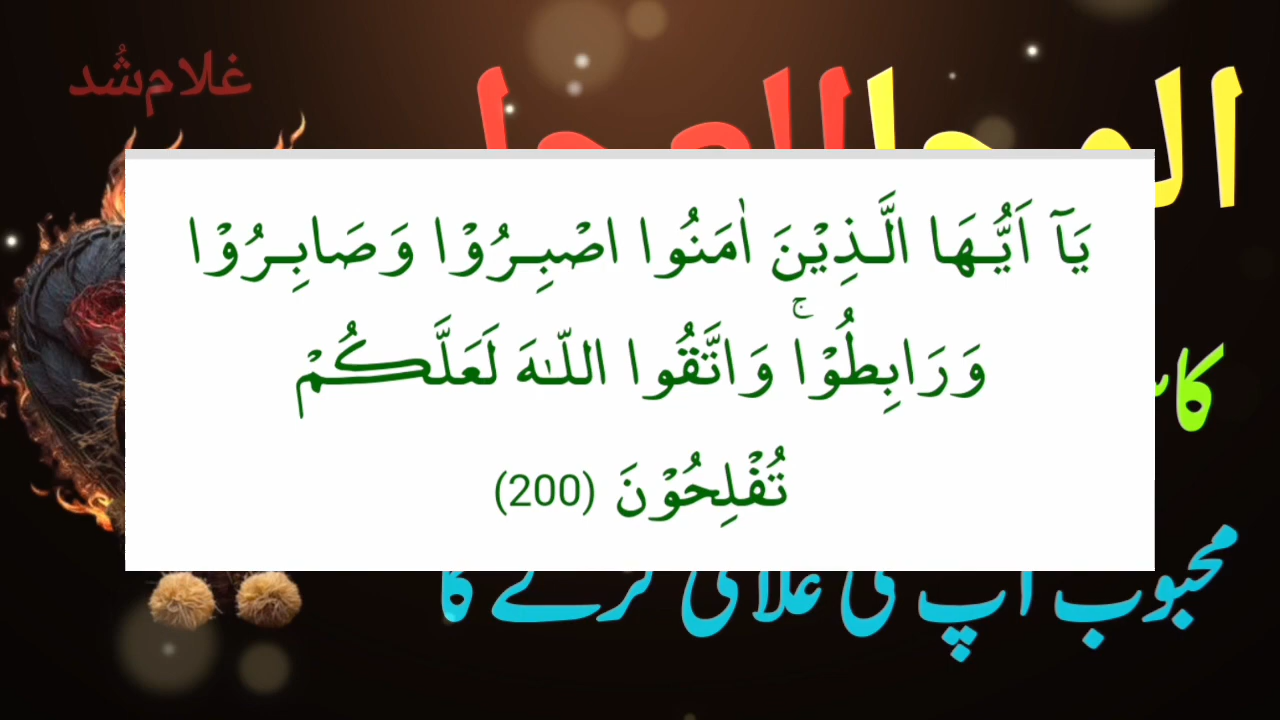 غلام شُد
يَآ اَيُّـهَا الَّـذِيْنَ اٰمَنُوا اصْبِـرُوْا وَصَابِـرُوْا
وَرَابِطُوْاۚ وَاتَّقُوا اللّـٰهَ لَعَلَّكُمْ
تُفْلِحُوْنَ (200)
محبوب آپ کی غلامی کرے گا